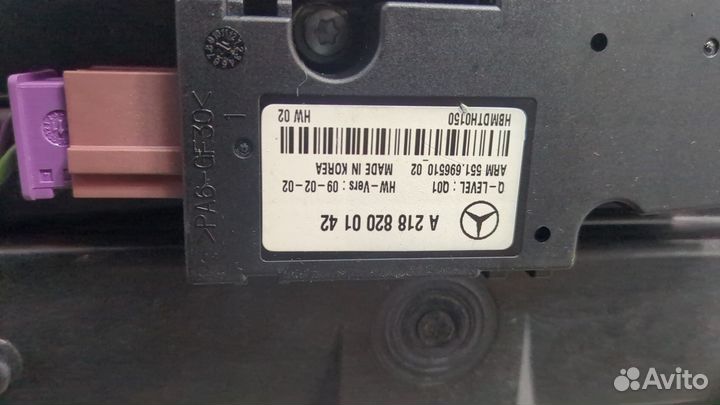 A 218 820 01 42
Q-LEVEL: Q01
HW-Vers: 09-02-02
ARM 551.696510_02
MADE IN KOREA
HBMDTH0150
HW 02
>PA6-GF30<
1
Avito